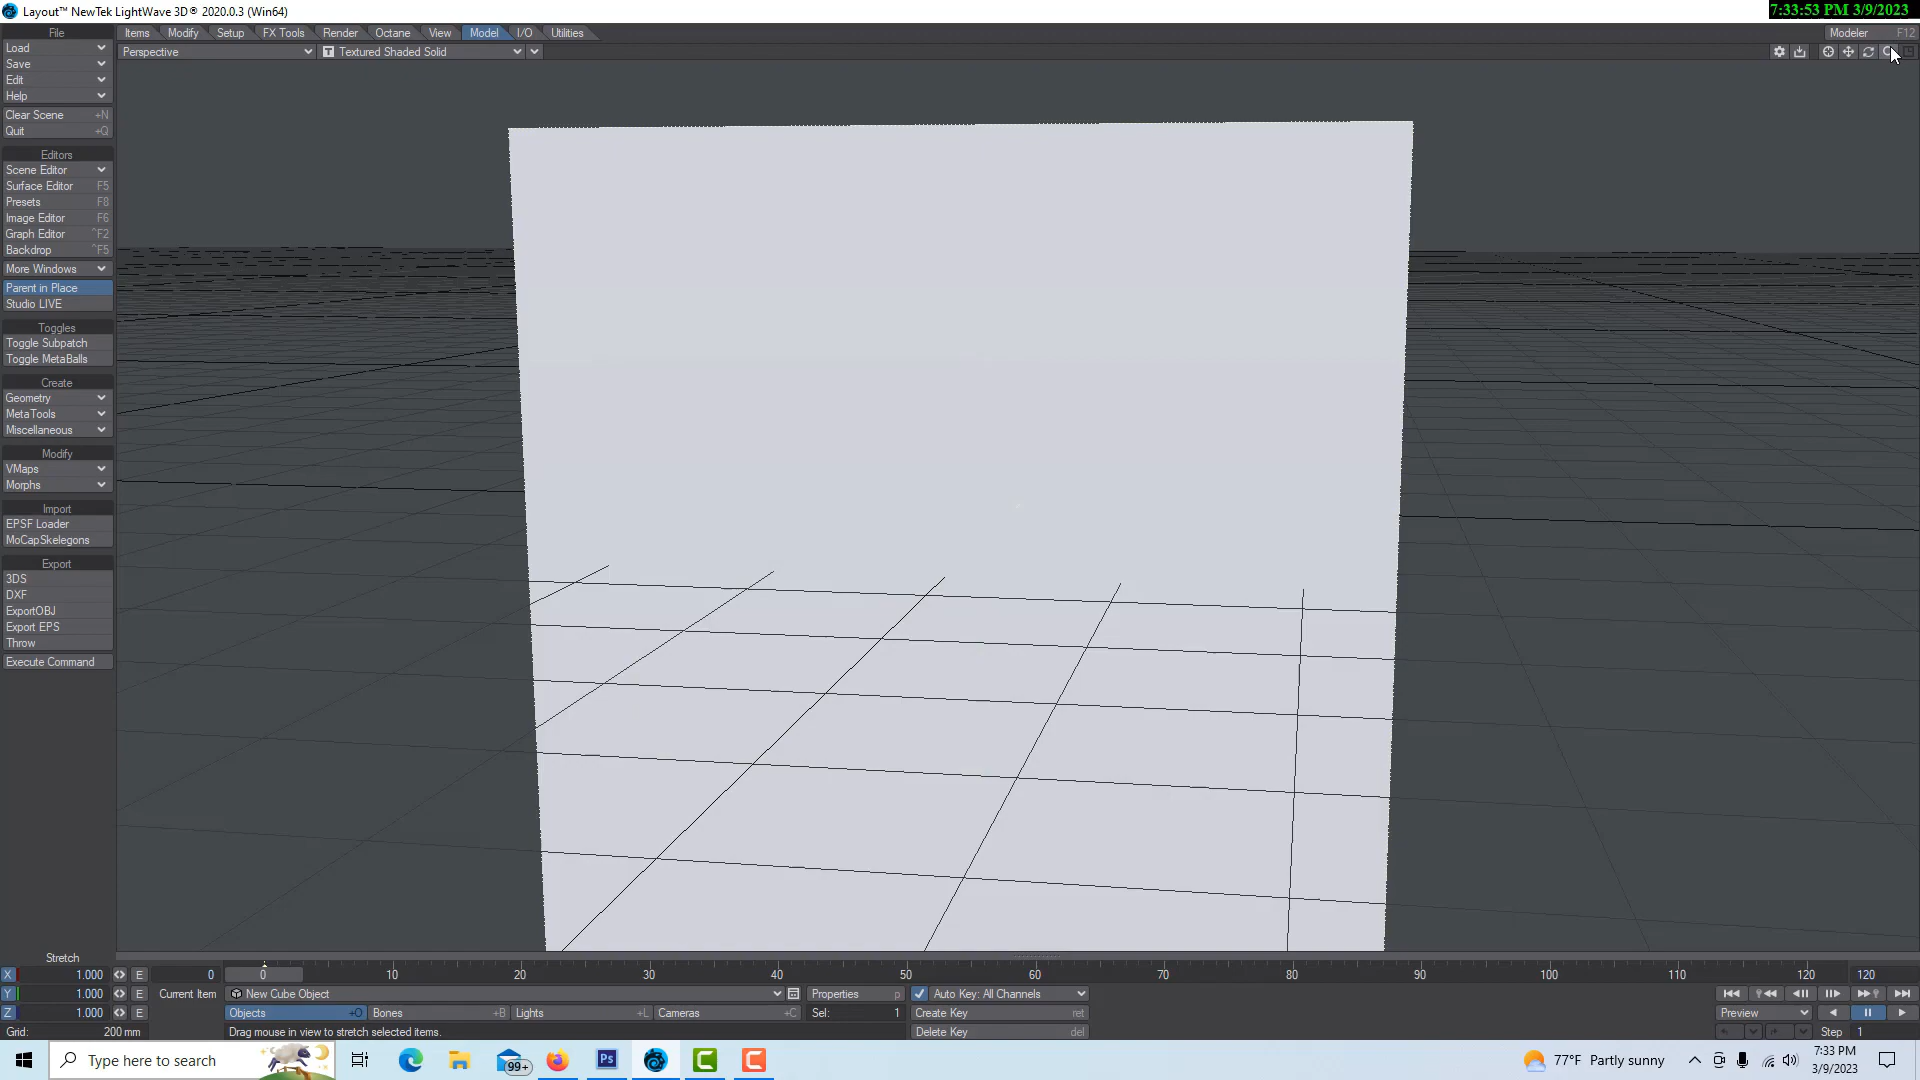 Layout™ NewTek LightWave 3D® 2020.0.3 (Win64)
7:33:53 PM 3/9/2023
File
Items Modify Setup FX Tools Render Octane View Model I/O Utilities
Modeler F12
Load
Perspective
T Textured Shaded Solid
Save
Edit
Help
Clear Scene +N
Quit +Q
Editors
Scene Editor
Surface Editor F5
Presets F8
Image Editor F6
Graph Editor ^F2
Backdrop ^F5
More Windows
Parent in Place
Studio LIVE
Toggles
Toggle Subpatch
Toggle MetaBalls
Create
Geometry
MetaTools
Miscellaneous
Modify
VMaps
Morphs
Import
EPSF Loader
MoCapSkelegons
Export
3DS
DXF
ExportOBJ
Export EPS
Throw
Execute Command
Stretch
X 1.000 E 0 0 10 20 30 40 50 60 70 80 90 100 110 120 120
Y 1.000 E Current Item New Cube Object Properties p Auto Key: All Channels
Z 1.000 E Objects +O Bones +B Lights +L Cameras +C Sel: 1 Create Key ret Preview
Grid: 200 mm Drag mouse in view to stretch selected items. Delete Key del Step 1
Type here to search
99+
Ps
77°F Partly sunny
7:33 PM
3/9/2023